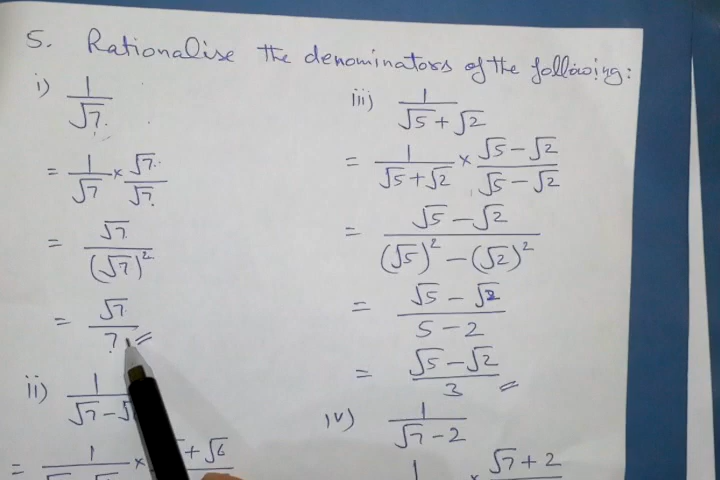 5. Rationalise the denominators of the following:
i) 1/√7
= 1/√7 × √7/√7
= √7/(√7)²
= √7/7
ii) 1/√7-√
= 1 × +√6
iii) 1/√5+√2
= 1/√5+√2 × √5-√2/√5-√2
= √5-√2/(√5)²-(√2)²
= √5-√2/5-2
= √5-√2/3
iv) 1/√7-2
1 × √7+2